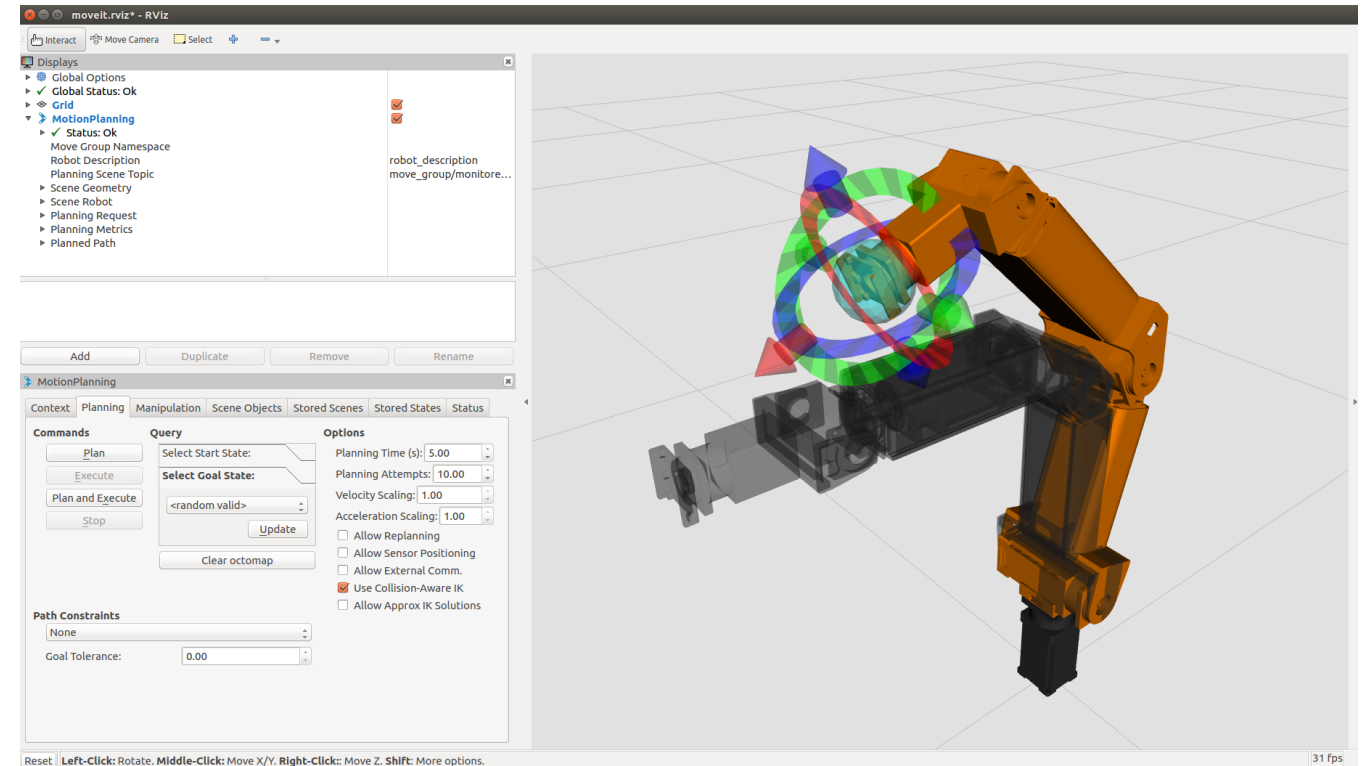 moveit.rviz* - RViz
Interact Move Camera Select
Displays
Global Options
Global Status: Ok
Grid
MotionPlanning
Status: Ok
Move Group Namespace
Robot Description robot_description
Planning Scene Topic move_group/monitore...
Scene Geometry
Scene Robot
Planning Request
Planning Metrics
Planned Path
Add Duplicate Remove Rename
MotionPlanning
Context Planning Manipulation Scene Objects Stored Scenes Stored States Status
Commands Query Options
Plan Select Start State: Planning Time (s): 5.00
Execute Select Goal State: Planning Attempts: 10.00
Plan and Execute <random valid> Velocity Scaling: 1.00
Stop Update Acceleration Scaling: 1.00
Allow Replanning
Clear octomap Allow Sensor Positioning
Allow External Comm.
Use Collision-Aware IK
Allow Approx IK Solutions
Path Constraints
None
Goal Tolerance: 0.00
Reset Left-Click: Rotate. Middle-Click: Move X/Y. Right-Click:: Move Z. Shift: More options. 31 fps